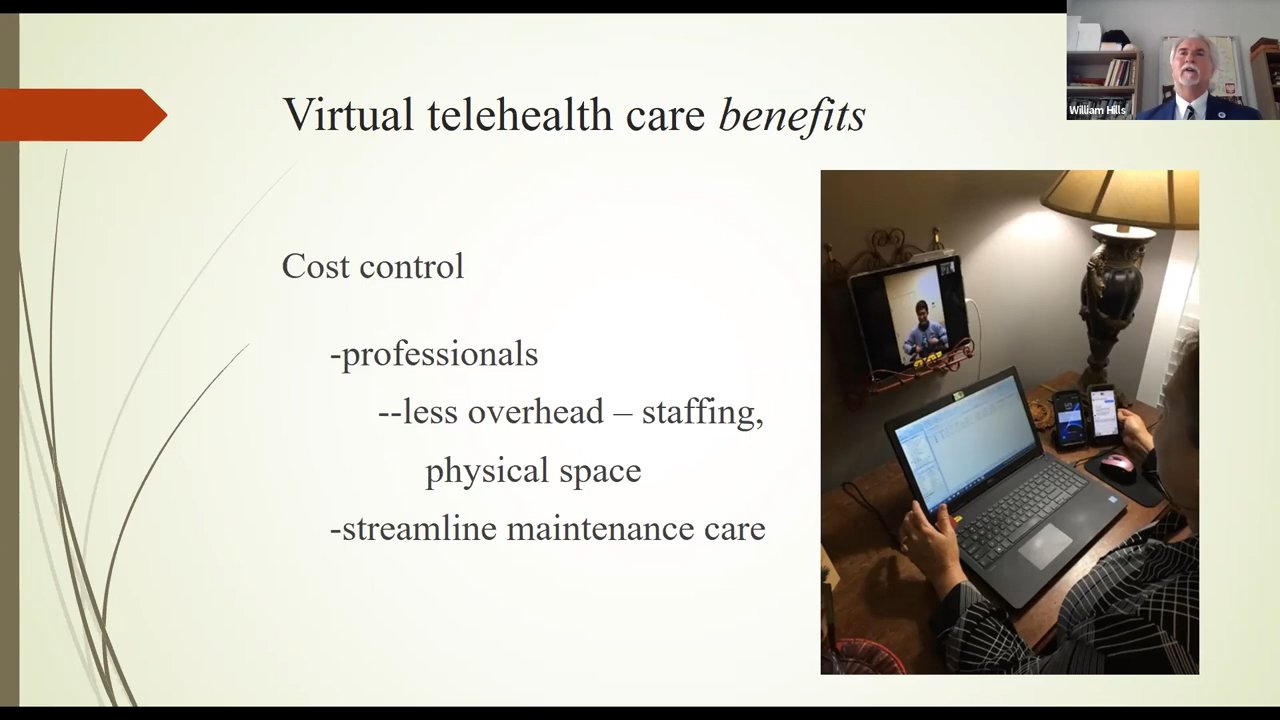 Virtual telehealth care benefits
William Hills
Cost control
-professionals
--less overhead – staffing,
physical space
-streamline maintenance care